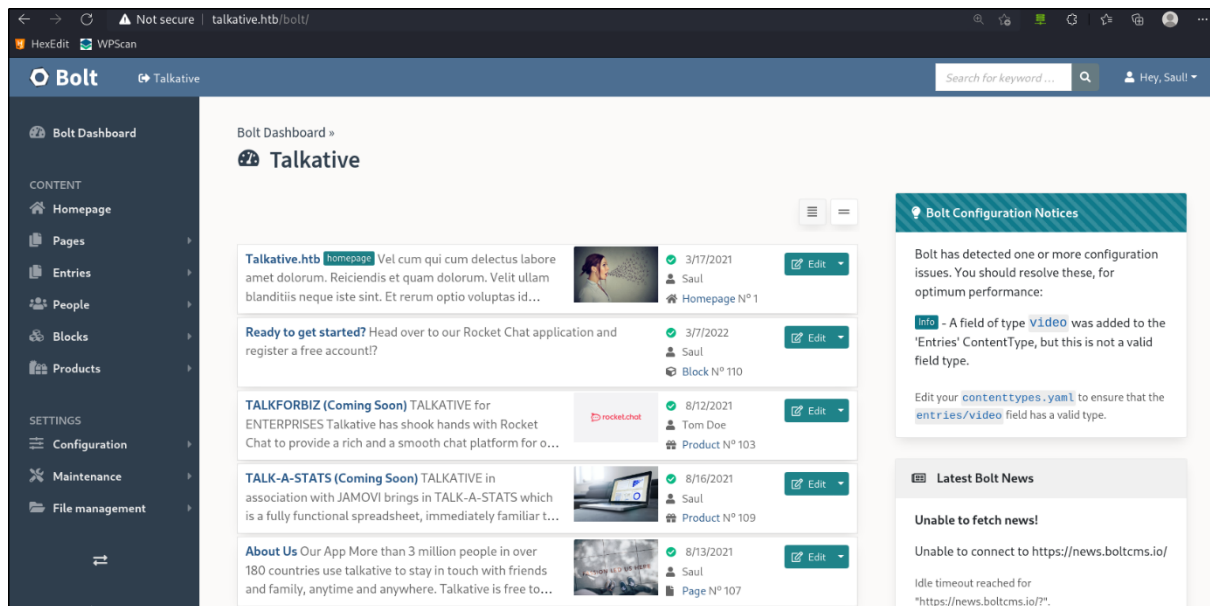 Not secure talkative.htb/bolt/
HexEdit WPScan
Bolt Talkative Search for keyword ... Hey, Saul!
Bolt Dashboard
CONTENT
Homepage
Pages
Entries
People
Blocks
Products
SETTINGS
Configuration
Maintenance
File management
Bolt Dashboard »
Talkative
Talkative.htb homepage Vel cum qui cum delectus labore
amet dolorum. Reiciendis et quam dolorum. Velit ullam
blanditiis neque iste sint. Et rerum optio voluptas id...
3/17/2021
Saul
Homepage Nº 1
Edit
Ready to get started? Head over to our Rocket Chat application and
register a free account!?
3/7/2022
Saul
Block Nº 110
Edit
TALKFORBIZ (Coming Soon) TALKATIVE for
ENTERPRISES Talkative has shook hands with Rocket
Chat to provide a rich and a smooth chat platform for o...
rocket.chat
8/12/2021
Tom Doe
Product Nº 103
Edit
TALK-A-STATS (Coming Soon) TALKATIVE in
association with JAMOVI brings in TALK-A-STATS which
is a fully functional spreadsheet, immediately familiar t...
8/16/2021
Saul
Product Nº 109
Edit
About Us Our App More than 3 million people in over
180 countries use talkative to stay in touch with friends
and family, anytime and anywhere. Talkative is free to...
8/13/2021
Saul
Page Nº 107
Edit
Bolt Configuration Notices
Bolt has detected one or more configuration
issues. You should resolve these, for
optimum performance:
Info - A field of type video was added to the
'Entries' ContentType, but this is not a valid
field type.
Edit your contenttypes.yaml to ensure that the
entries/video field has a valid type.
Latest Bolt News
Unable to fetch news!
Unable to connect to https://news.boltcms.io/
Idle timeout reached for
"https://news.boltcms.io/?".